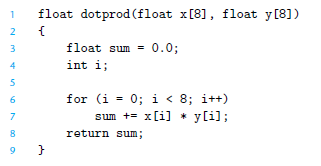 1 float dotprod(float x[8], float y[8])
2 {
3     float sum = 0.0;
4     int i;
5
6     for (i = 0; i < 8; i++)
7         sum += x[i] * y[i];
8     return sum;
9 }